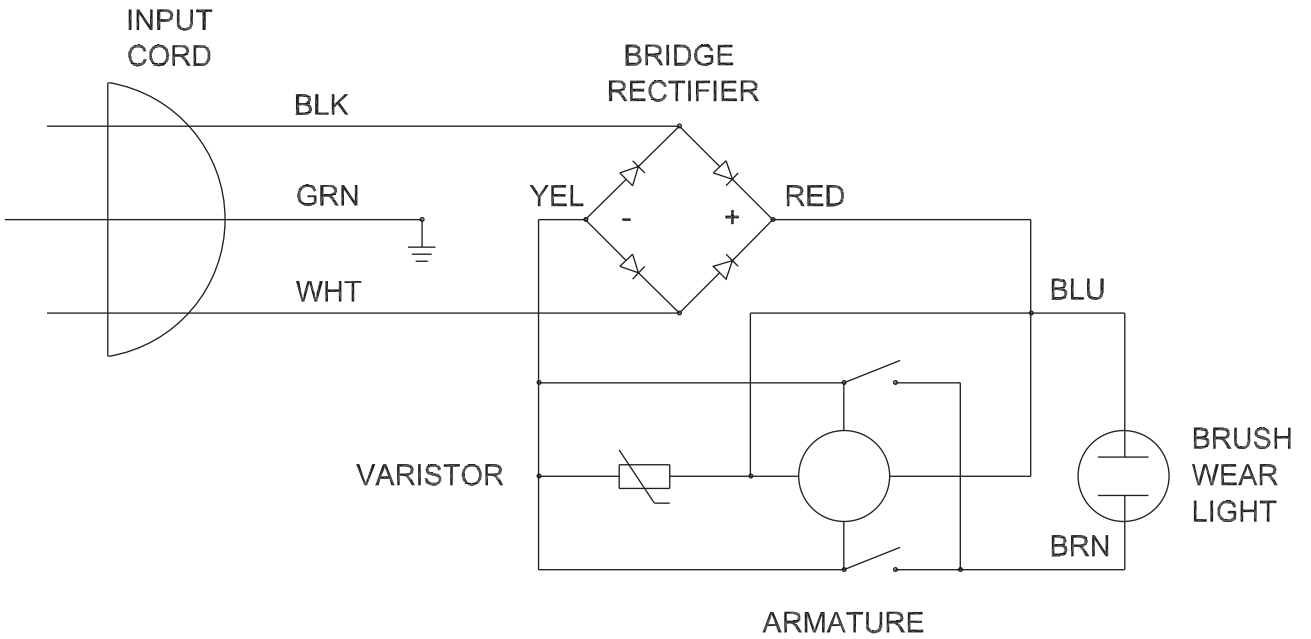 INPUT
CORD
BRIDGE
RECTIFIER
BLK
GRN
YEL
-
+
RED
WHT
BLU
VARISTOR
BRUSH
WEAR
LIGHT
BRN
ARMATURE